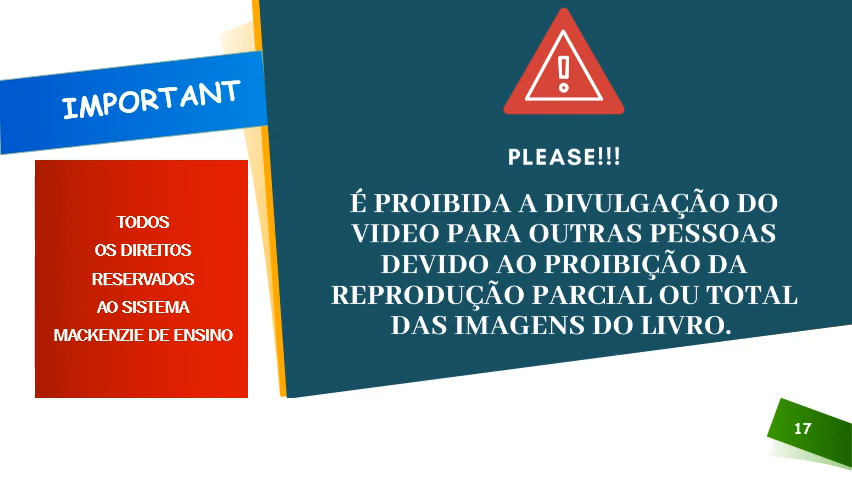 IMPORTANT
TODOS
OS DIREITOS
RESERVADOS
AO SISTEMA
MACKENZIE DE ENSINO
PLEASE!!!
É PROIBIDA A DIVULGAÇÃO DO
VIDEO PARA OUTRAS PESSOAS
DEVIDO AO PROIBIÇÃO DA
REPRODUÇÃO PARCIAL OU TOTAL
DAS IMAGENS DO LIVRO.
17